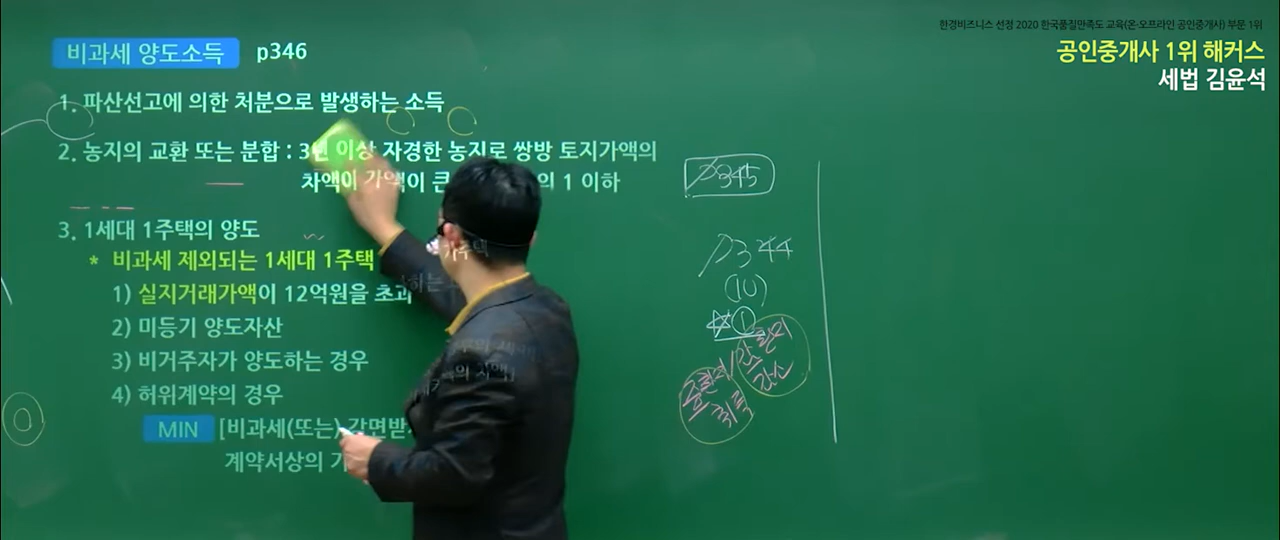 한경비즈니스 선정 2020 한국품질만족도 교육(온·오프라인 공인중개사) 부문 1위
공인중개사 1위 해커스
세법 김윤석
비과세 양도소득 p346
1. 파산선고에 의한 처분으로 발생하는 소득
2. 농지의 교환 또는 분합 : 3년 이상 자경한 농지로 쌍방 토지가액의
차액이 가액이 큰 의 1 이하
3. 1세대 1주택의 양도
* 비과세 제외되는 1세대 1주택
1) 실지거래가액이 12억원을 초과
2) 미등기 양도자산
3) 비거주자가 양도하는 경우
4) 허위계약의 경우
MIN [비과세(또는) 감면받
계약서상의
P345
P344
(10)
☆①